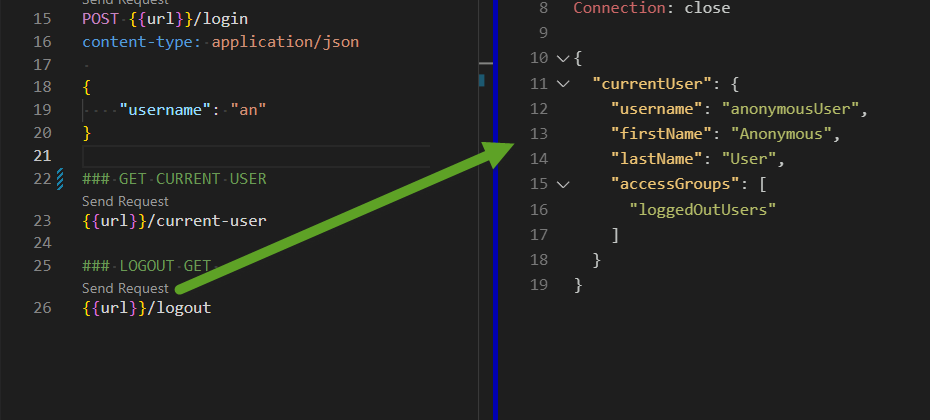 Send Request
15 POST {{url}}/login
16 content-type: application/json
17
18 {
19 "username": "an"
20 }
21
22 ### GET CURRENT USER
Send Request
23 {{url}}/current-user
24
25 ### LOGOUT GET
Send Request
26 {{url}}/logout
8 Connection: close
9
10 {
11 "currentUser": {
12 "username": "anonymousUser",
13 "firstName": "Anonymous",
14 "lastName": "User",
15 "accessGroups": [
16 "loggedOutUsers"
17 ]
18 }
19 }